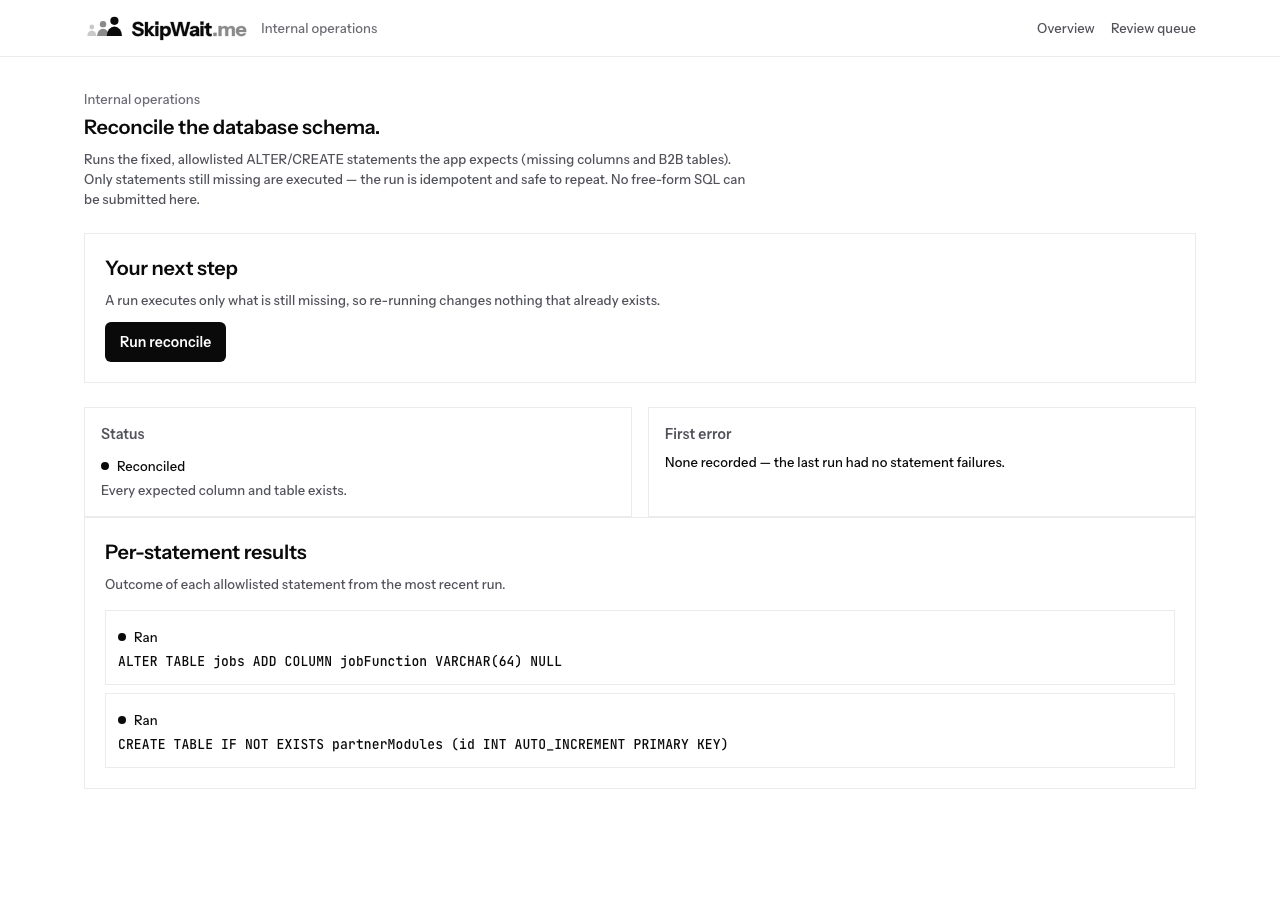 SkipWait.me
Internal operations
Overview
Review queue
Internal operations
Reconcile the database schema.
Runs the fixed, allowlisted ALTER/CREATE statements the app expects (missing columns and B2B tables).
Only statements still missing are executed — the run is idempotent and safe to repeat. No free-form SQL can
be submitted here.
Your next step
A run executes only what is still missing, so re-running changes nothing that already exists.
Run reconcile
Status
Reconciled
Every expected column and table exists.
First error
None recorded — the last run had no statement failures.
Per-statement results
Outcome of each allowlisted statement from the most recent run.
Ran
ALTER TABLE jobs ADD COLUMN jobFunction VARCHAR(64) NULL
Ran
CREATE TABLE IF NOT EXISTS partnerModules (id INT AUTO_INCREMENT PRIMARY KEY)